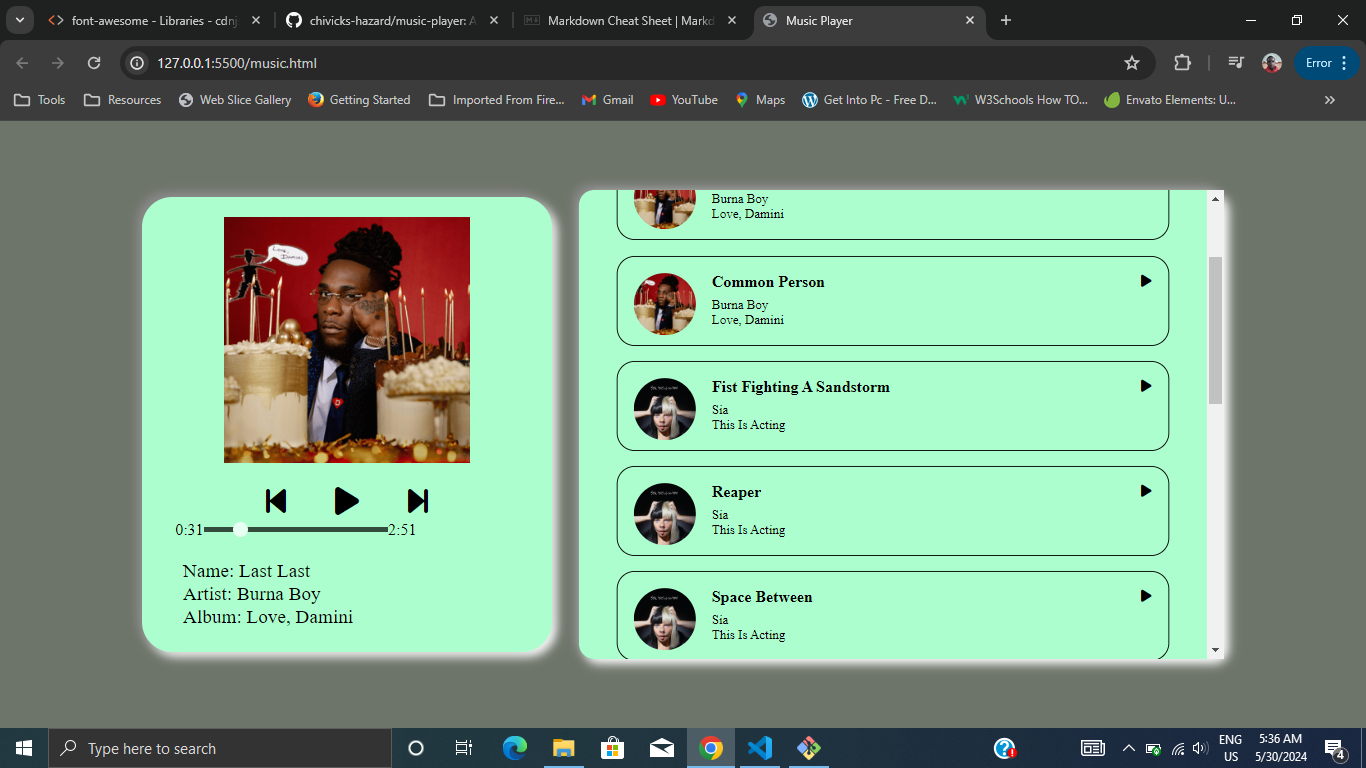 font-awesome - Libraries - cdnj
chivicks-hazard/music-player: A
Markdown Cheat Sheet | Markd
Music Player
127.0.0.1:5500/music.html
Error
Tools
Resources
Web Slice Gallery
Getting Started
Imported From Fire...
Gmail
YouTube
Maps
Get Into Pc - Free D...
W3Schools How TO...
Envato Elements: U...
Love, Damini
0:31
2:51
Name: Last Last
Artist: Burna Boy
Album: Love, Damini
Burna Boy
Love, Damini
Common Person
Burna Boy
Love, Damini
Fist Fighting A Sandstorm
Sia
This Is Acting
Reaper
Sia
This Is Acting
Space Between
Sia
This Is Acting
Type here to search
ENG
US
5:36 AM
5/30/2024
4